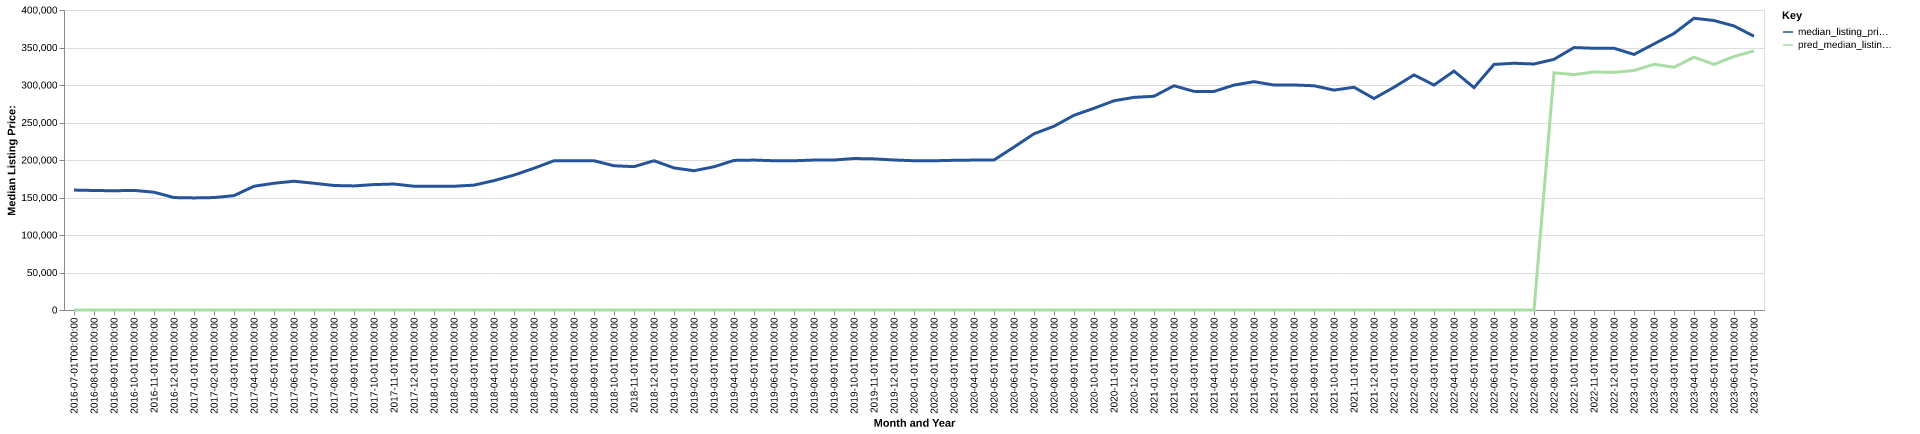 400,000
350,000
300,000
250,000
200,000
150,000
100,000
50,000
0
Median Listing Price:
2016-07-01T00:00:00
2016-08-01T00:00:00
2016-09-01T00:00:00
2016-10-01T00:00:00
2016-11-01T00:00:00
2016-12-01T00:00:00
2017-01-01T00:00:00
2017-02-01T00:00:00
2017-03-01T00:00:00
2017-04-01T00:00:00
2017-05-01T00:00:00
2017-06-01T00:00:00
2017-07-01T00:00:00
2017-08-01T00:00:00
2017-09-01T00:00:00
2017-10-01T00:00:00
2017-11-01T00:00:00
2017-12-01T00:00:00
2018-01-01T00:00:00
2018-02-01T00:00:00
2018-03-01T00:00:00
2018-04-01T00:00:00
2018-05-01T00:00:00
2018-06-01T00:00:00
2018-07-01T00:00:00
2018-08-01T00:00:00
2018-09-01T00:00:00
2018-10-01T00:00:00
2018-11-01T00:00:00
2018-12-01T00:00:00
2019-01-01T00:00:00
2019-02-01T00:00:00
2019-03-01T00:00:00
2019-04-01T00:00:00
2019-05-01T00:00:00
2019-06-01T00:00:00
2019-07-01T00:00:00
2019-08-01T00:00:00
2019-09-01T00:00:00
2019-10-01T00:00:00
2019-11-01T00:00:00
2019-12-01T00:00:00
2020-01-01T00:00:00
2020-02-01T00:00:00
2020-03-01T00:00:00
2020-04-01T00:00:00
2020-05-01T00:00:00
2020-06-01T00:00:00
2020-07-01T00:00:00
2020-08-01T00:00:00
2020-09-01T00:00:00
2020-10-01T00:00:00
2020-11-01T00:00:00
2020-12-01T00:00:00
2021-01-01T00:00:00
2021-02-01T00:00:00
2021-03-01T00:00:00
2021-04-01T00:00:00
2021-05-01T00:00:00
2021-06-01T00:00:00
2021-07-01T00:00:00
2021-08-01T00:00:00
2021-09-01T00:00:00
2021-10-01T00:00:00
2021-11-01T00:00:00
2021-12-01T00:00:00
2022-01-01T00:00:00
2022-02-01T00:00:00
2022-03-01T00:00:00
2022-04-01T00:00:00
2022-05-01T00:00:00
2022-06-01T00:00:00
2022-07-01T00:00:00
2022-08-01T00:00:00
2022-09-01T00:00:00
2022-10-01T00:00:00
2022-11-01T00:00:00
2022-12-01T00:00:00
2023-01-01T00:00:00
2023-02-01T00:00:00
2023-03-01T00:00:00
2023-04-01T00:00:00
2023-05-01T00:00:00
2023-06-01T00:00:00
2023-07-01T00:00:00
Month and Year
Key
median_listing_pri…
pred_median_listin…